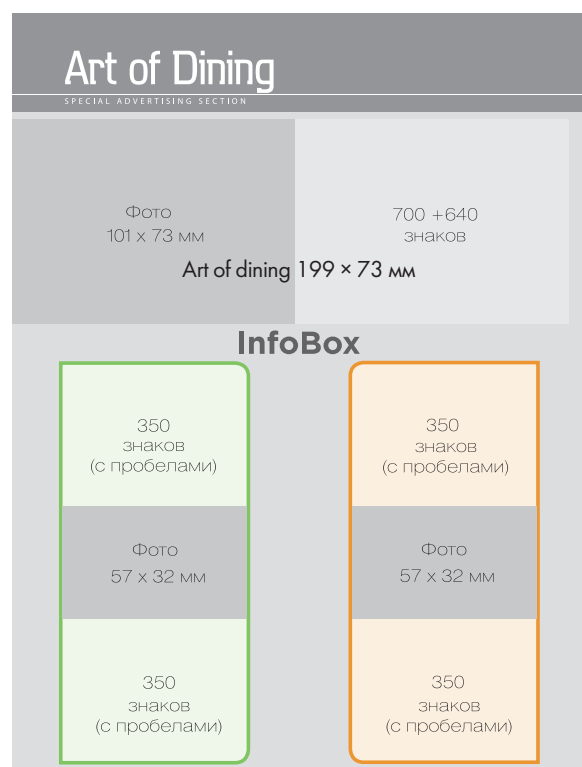 Art of Dining
SPECIAL ADVERTISING SECTION
Фото
101 x 73 мм
700 +640
знаков
Art of dining 199 × 73 мм
InfoBox
350
знаков
(с пробелами)
Фото
57 x 32 мм
350
знаков
(с пробелами)
350
знаков
(с пробелами)
Фото
57 x 32 мм
350
знаков
(с пробелами)